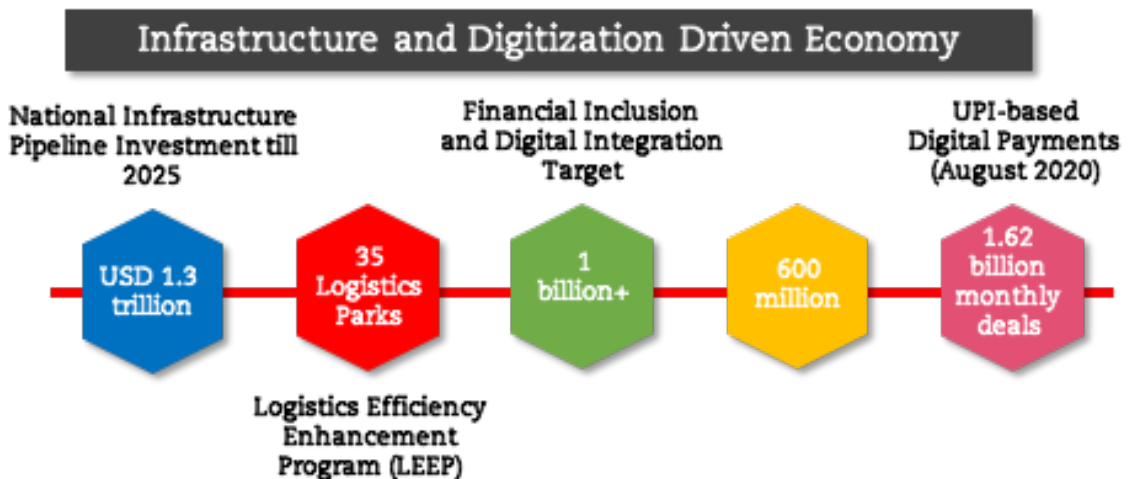 Infrastructure and Digitization Driven Economy
National Infrastructure
Pipeline Investment till
2025
Financial Inclusion
and Digital Integration
Target
UPI-based
Digital Payments
(August 2020)
USD 1.3
trillion
35
Logistics
Parks
1
billion+
600
million
1.62
billion
monthly
deals
Logistics Efficiency
Enhancement
Program (LEEP)